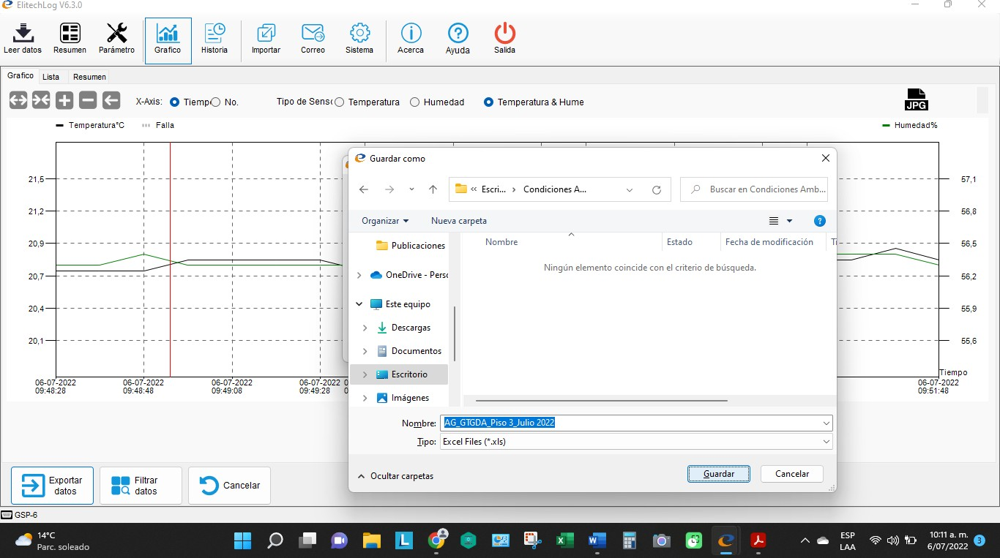 ElitechLog V6.3.0
Leer datos Resumen Parámetro Grafico Historia Importar Correo Sistema Acerca Ayuda Salida
Grafico Lista Resumen
X-Axis: Tiempo No. Tipo de Senso Temperatura Humedad Temperatura & Hume
JPG
Temperatura°C Falla Humedad%
21,5
21,2
20,9
20,7
20,4
20,1
57,1
56,8
56,5
56,2
55,9
55,6
Tiempo
06-07-2022
09:48:28
06-07-2022
09:48:48
06-07-2022
09:49:08
06-07-2022
09:49:28
06-07-2022
09:51:48
Guardar como
« Escri... › Condiciones A...
Buscar en Condiciones Amb...
Organizar Nueva carpeta
Publicaciones
OneDrive - Perso
Este equipo
Descargas
Documentos
Escritorio
Imágenes
Nombre Estado Fecha de modificación Ti
Ningún elemento coincide con el criterio de búsqueda.
Nombre: AG_GTGDA_Piso 3_Julio 2022
Tipo: Excel Files (*.xls)
Ocultar carpetas
Guardar Cancelar
Exportar
datos
Filtrar
datos
Cancelar
GSP-6
14°C
Parc. soleado
ESP
LAA
10:11 a. m.
6/07/2022
3